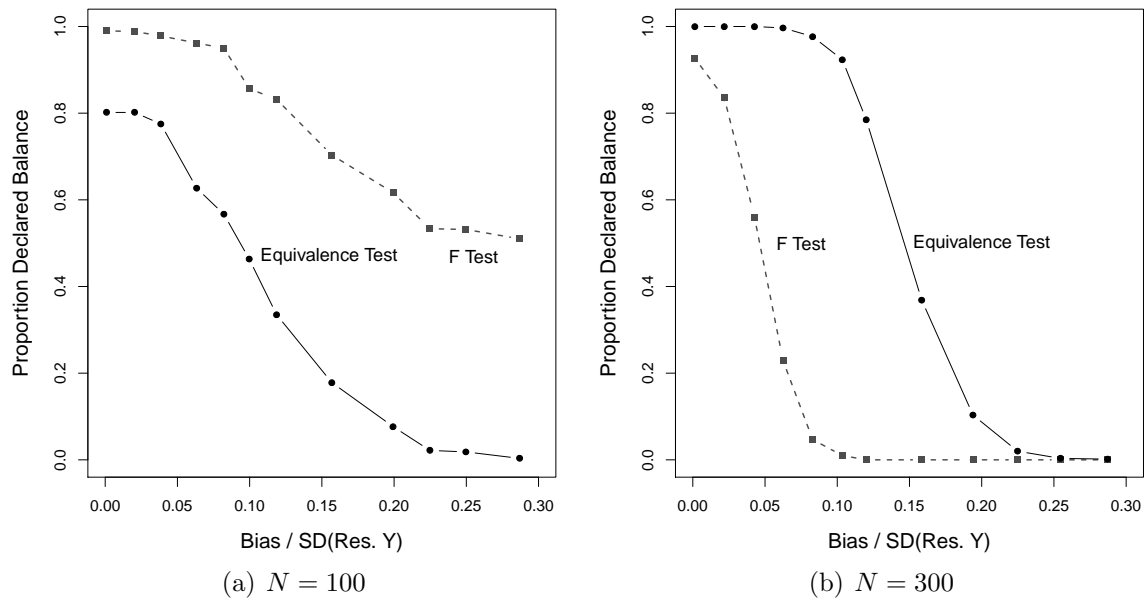 1.0
0.8
0.6
0.4
0.2
0.0
Proportion Declared Balance
Equivalence Test
F Test
0.00 0.05 0.10 0.15 0.20 0.25 0.30
Bias / SD(Res. Y)
(a) N = 100
1.0
0.8
0.6
0.4
0.2
0.0
Proportion Declared Balance
F Test
Equivalence Test
0.00 0.05 0.10 0.15 0.20 0.25 0.30
Bias / SD(Res. Y)
(b) N = 300